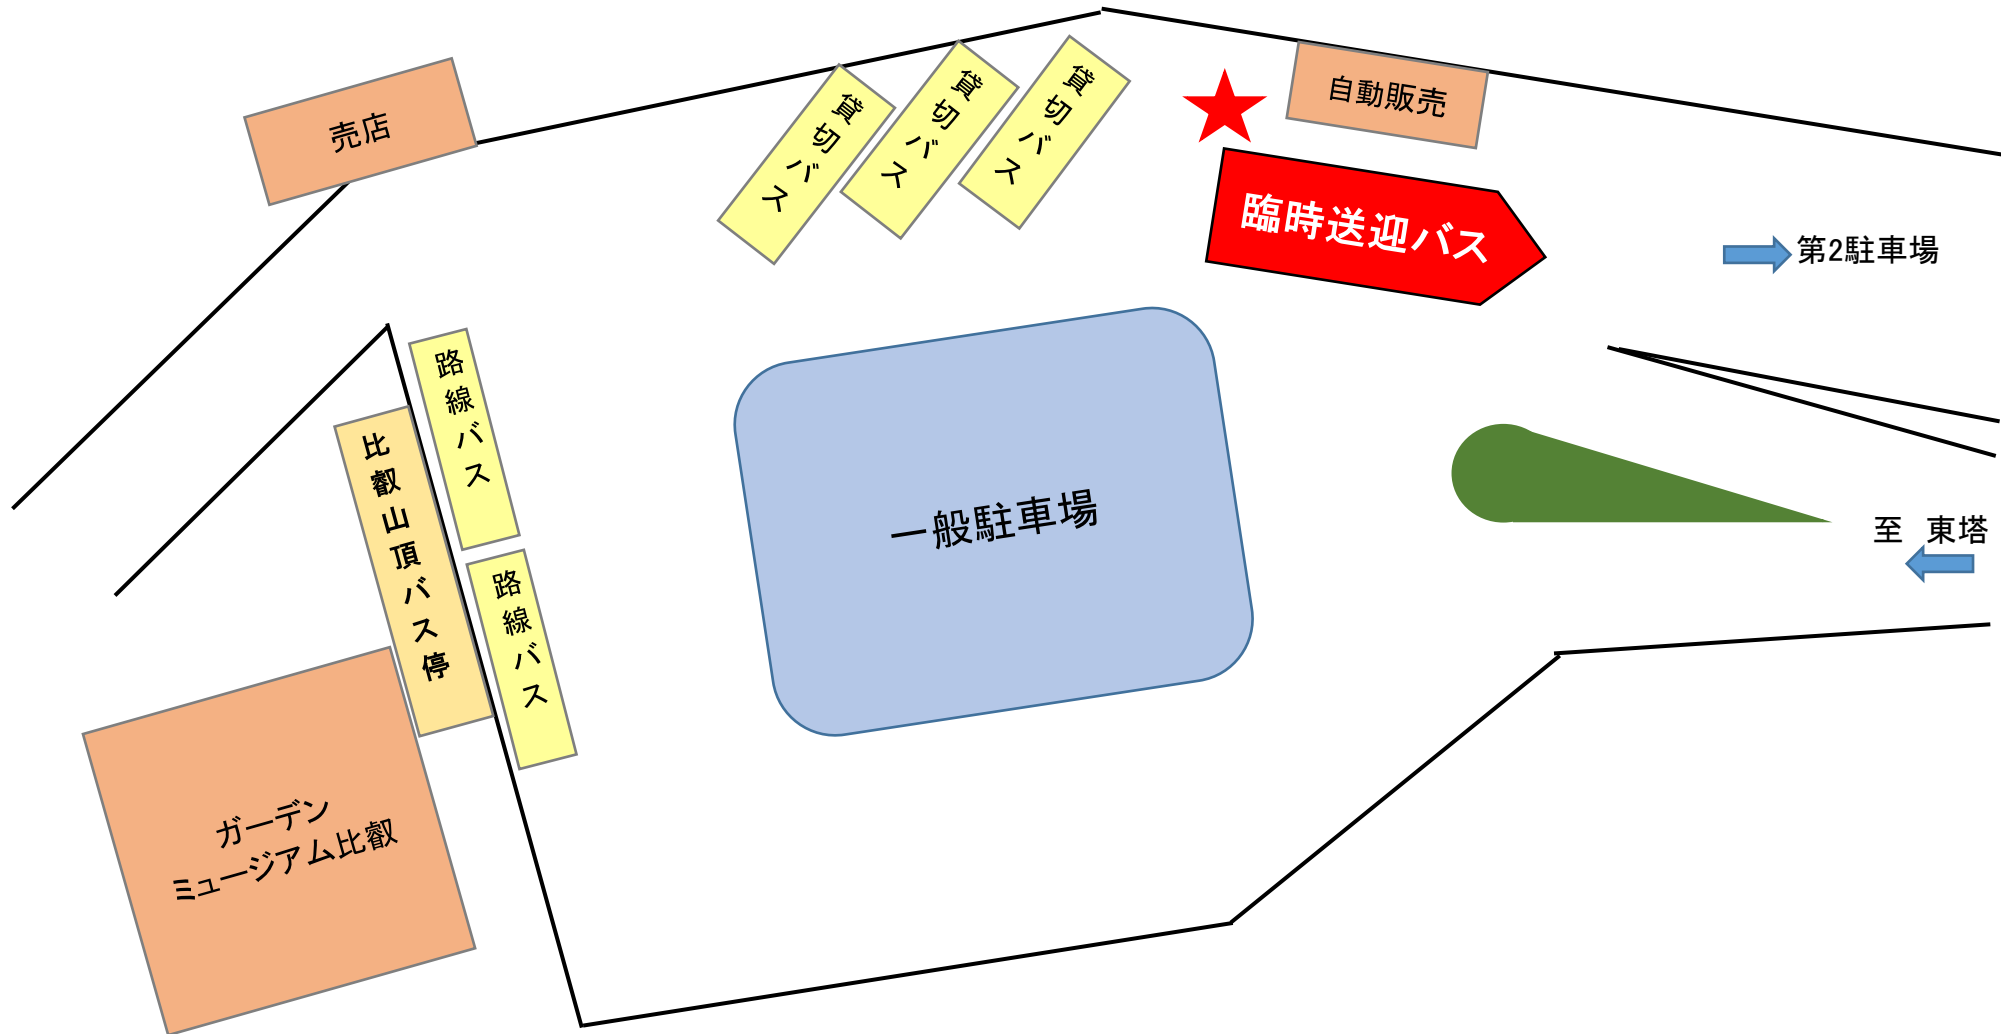 売店
貸切バス
貸切バス
貸切バス
自動販売
臨時送迎バス
第2駐車場
路線バス
比叡山頂バス停
路線バス
一般駐車場
至　東塔
ガーデン
ミュージアム比叡